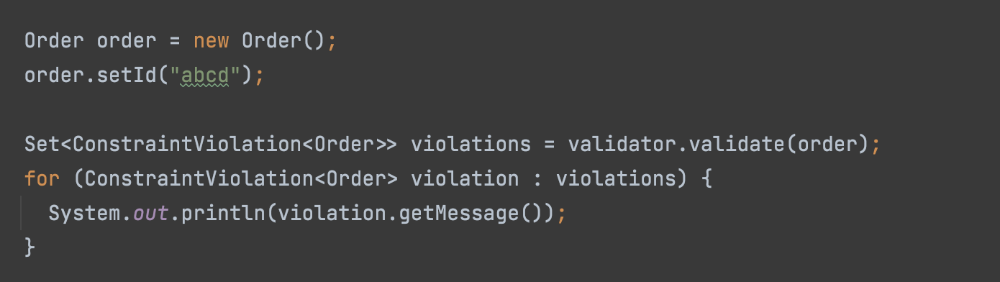 Order order = new Order();
order.setId("abcd");
Set<ConstraintViolation<Order>> violations = validator.validate(order);
for (ConstraintViolation<Order> violation : violations) {
System.out.println(violation.getMessage());
}